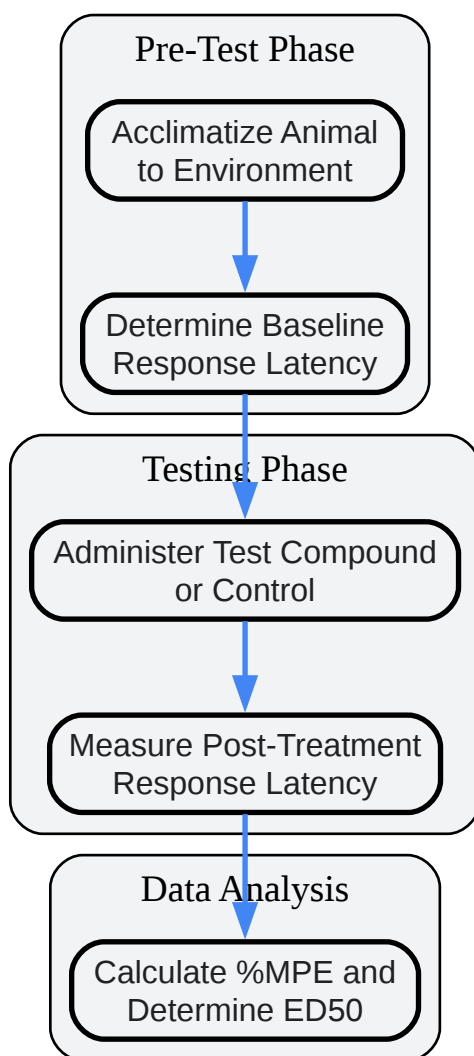 Pre-Test Phase
Acclimatize Animal
to Environment
Determine Baseline
Response Latency
Testing Phase
Administer Test Compound
or Control
Measure Post-Treatment
Response Latency
Data Analysis
Calculate %MPE and
Determine ED50